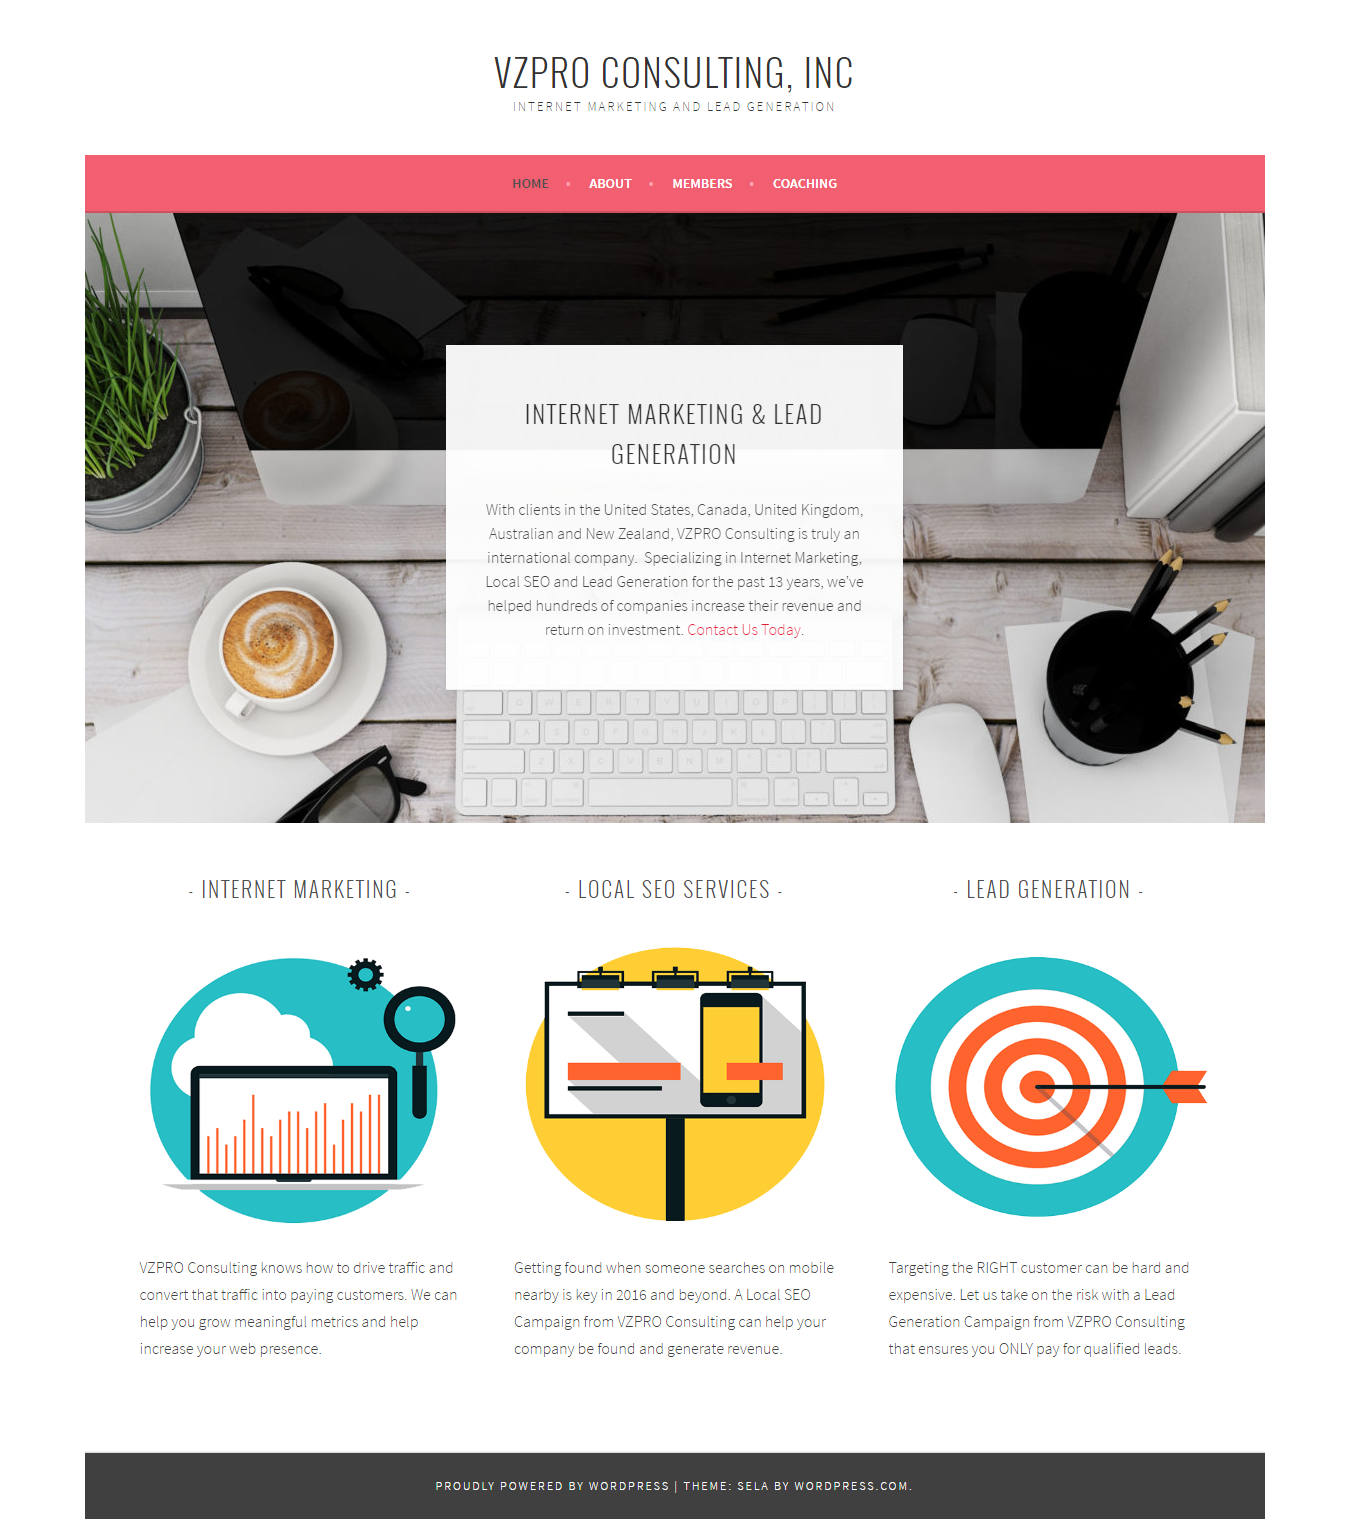 VZPRO CONSULTING, INC
INTERNET MARKETING AND LEAD GENERATION
HOME • ABOUT • MEMBERS • COACHING
INTERNET MARKETING & LEAD
GENERATION
With clients in the United States, Canada, United Kingdom,
Australian and New Zealand, VZPRO Consulting is truly an
international company.  Specializing in Internet Marketing,
Local SEO and Lead Generation for the past 13 years, we've
helped hundreds of companies increase their revenue and
return on investment. Contact Us Today.
- INTERNET MARKETING -
VZPRO Consulting knows how to drive traffic and
convert that traffic into paying customers. We can
help you grow meaningful metrics and help
increase your web presence.
- LOCAL SEO SERVICES -
Getting found when someone searches on mobile
nearby is key in 2016 and beyond. A Local SEO
Campaign from VZPRO Consulting can help your
company be found and generate revenue.
- LEAD GENERATION -
Targeting the RIGHT customer can be hard and
expensive. Let us take on the risk with a Lead
Generation Campaign from VZPRO Consulting
that ensures you ONLY pay for qualified leads.
PROUDLY POWERED BY WORDPRESS | THEME: SELA BY WORDPRESS.COM.